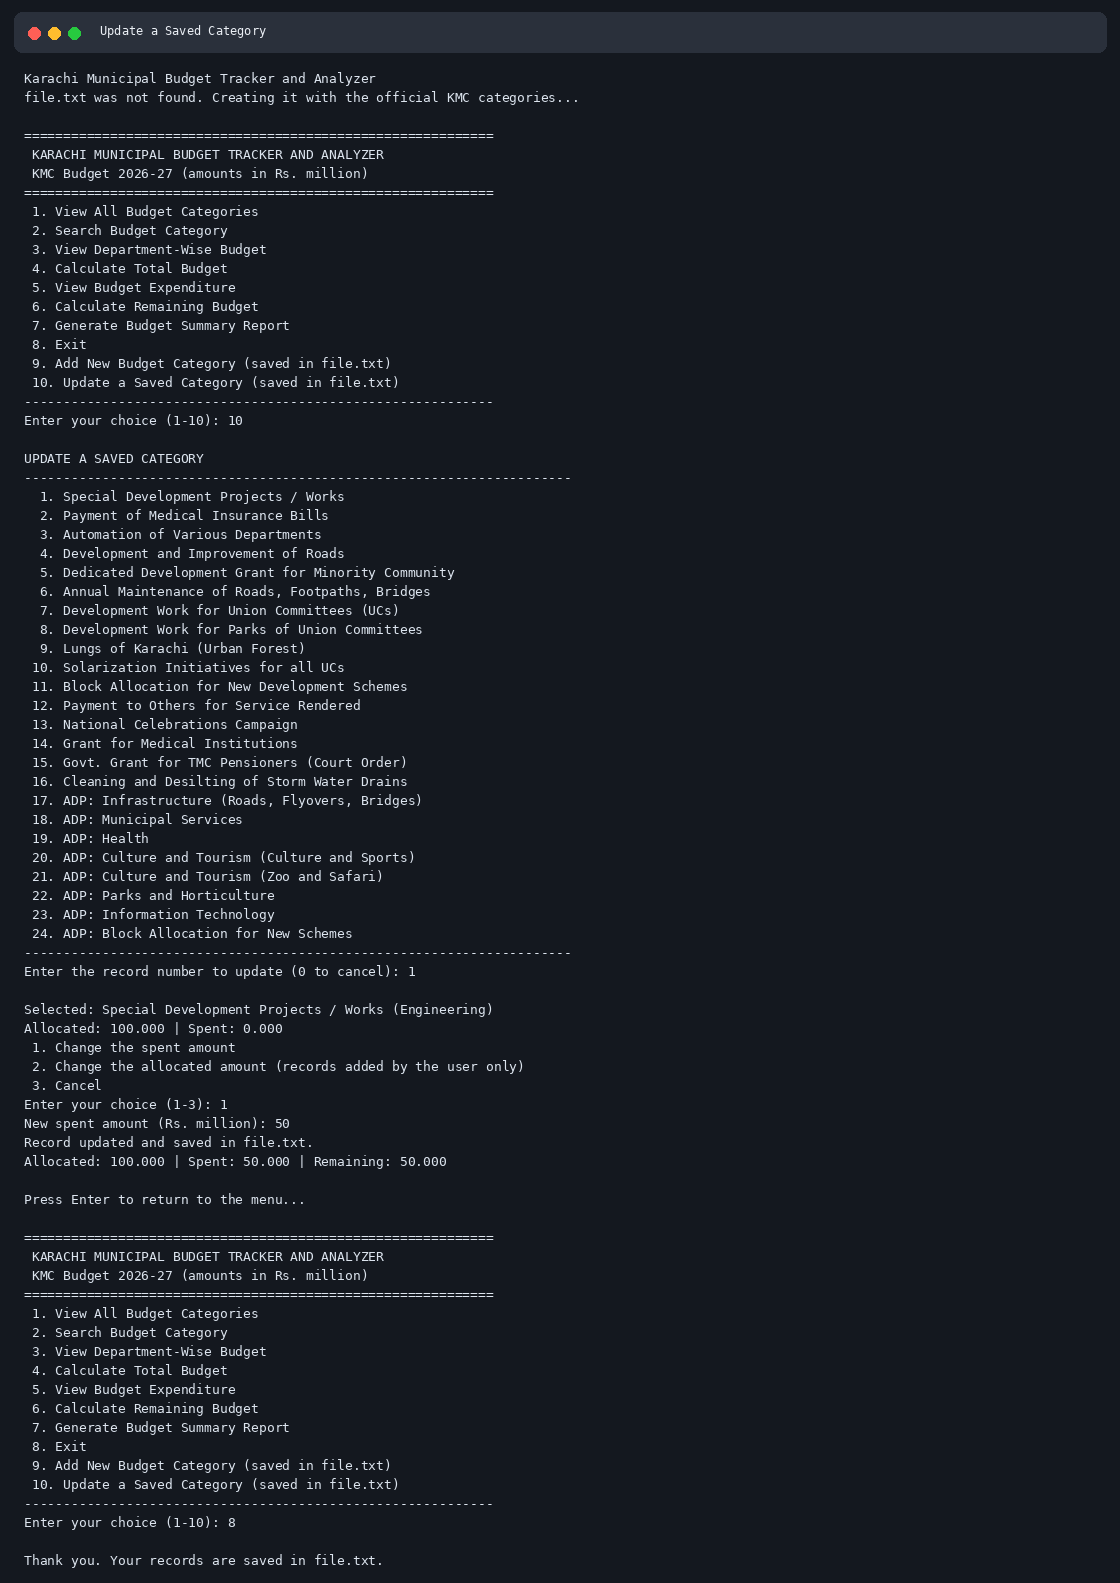 Update a Saved Category
Karachi Municipal Budget Tracker and Analyzer
file.txt was not found. Creating it with the official KMC categories...
============================================================
 KARACHI MUNICIPAL BUDGET TRACKER AND ANALYZER
 KMC Budget 2026-27 (amounts in Rs. million)
============================================================
 1. View All Budget Categories
 2. Search Budget Category
 3. View Department-Wise Budget
 4. Calculate Total Budget
 5. View Budget Expenditure
 6. Calculate Remaining Budget
 7. Generate Budget Summary Report
 8. Exit
 9. Add New Budget Category (saved in file.txt)
 10. Update a Saved Category (saved in file.txt)
------------------------------------------------------------
Enter your choice (1-10): 10
UPDATE A SAVED CATEGORY
----------------------------------------------------------------------
  1. Special Development Projects / Works
  2. Payment of Medical Insurance Bills
  3. Automation of Various Departments
  4. Development and Improvement of Roads
  5. Dedicated Development Grant for Minority Community
  6. Annual Maintenance of Roads, Footpaths, Bridges
  7. Development Work for Union Committees (UCs)
  8. Development Work for Parks of Union Committees
  9. Lungs of Karachi (Urban Forest)
 10. Solarization Initiatives for all UCs
 11. Block Allocation for New Development Schemes
 12. Payment to Others for Service Rendered
 13. National Celebrations Campaign
 14. Grant for Medical Institutions
 15. Govt. Grant for TMC Pensioners (Court Order)
 16. Cleaning and Desilting of Storm Water Drains
 17. ADP: Infrastructure (Roads, Flyovers, Bridges)
 18. ADP: Municipal Services
 19. ADP: Health
 20. ADP: Culture and Tourism (Culture and Sports)
 21. ADP: Culture and Tourism (Zoo and Safari)
 22. ADP: Parks and Horticulture
 23. ADP: Information Technology
 24. ADP: Block Allocation for New Schemes
----------------------------------------------------------------------
Enter the record number to update (0 to cancel): 1
Selected: Special Development Projects / Works (Engineering)
Allocated: 100.000 | Spent: 0.000
 1. Change the spent amount
 2. Change the allocated amount (records added by the user only)
 3. Cancel
Enter your choice (1-3): 1
New spent amount (Rs. million): 50
Record updated and saved in file.txt.
Allocated: 100.000 | Spent: 50.000 | Remaining: 50.000
Press Enter to return to the menu...
============================================================
 KARACHI MUNICIPAL BUDGET TRACKER AND ANALYZER
 KMC Budget 2026-27 (amounts in Rs. million)
============================================================
 1. View All Budget Categories
 2. Search Budget Category
 3. View Department-Wise Budget
 4. Calculate Total Budget
 5. View Budget Expenditure
 6. Calculate Remaining Budget
 7. Generate Budget Summary Report
 8. Exit
 9. Add New Budget Category (saved in file.txt)
 10. Update a Saved Category (saved in file.txt)
------------------------------------------------------------
Enter your choice (1-10): 8
Thank you. Your records are saved in file.txt.